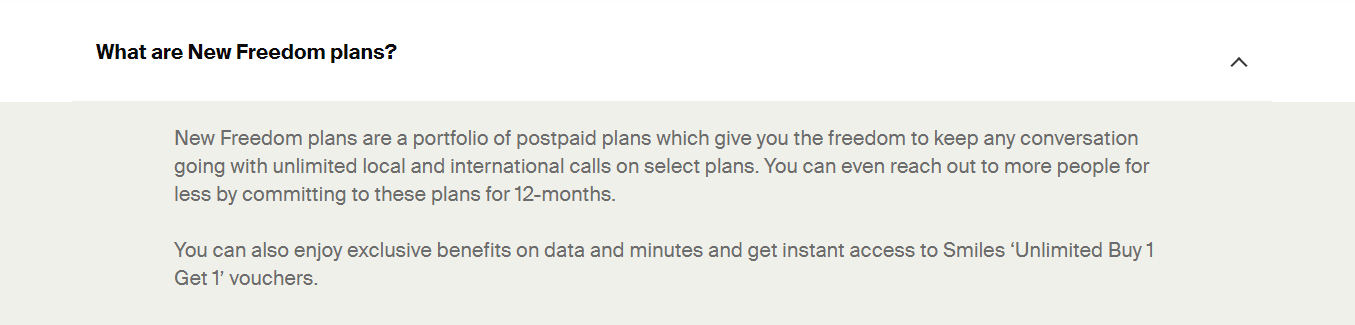 What are New Freedom plans?
New Freedom plans are a portfolio of postpaid plans which give you the freedom to keep any conversation
going with unlimited local and international calls on select plans. You can even reach out to more people for
less by committing to these plans for 12-months.
You can also enjoy exclusive benefits on data and minutes and get instant access to Smiles ‘Unlimited Buy 1
Get 1’ vouchers.